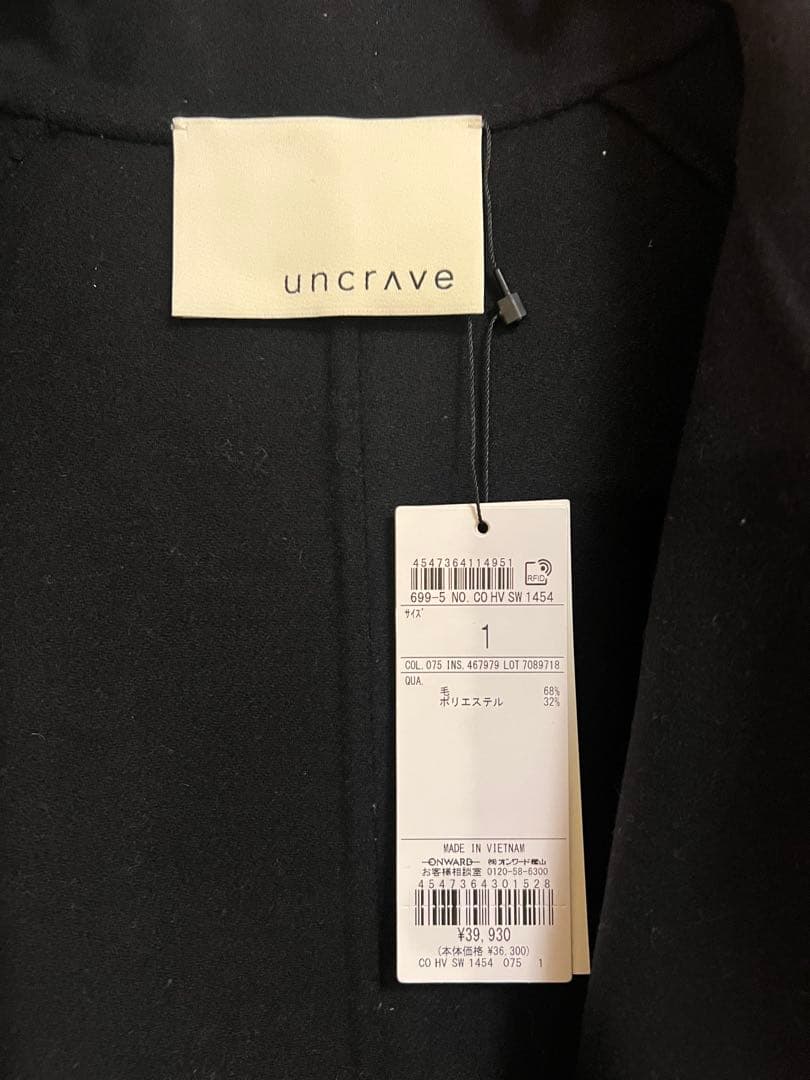 uncrΛve
4547364114951
RFID
699-5 NO. CO HV SW 1454
サイズ
1
COL. 075 INS. 467979 LOT 7089718
QUA.
毛 68%
ポリエステル 32%
MADE IN VIETNAM
ONWARD ㈱オンワード樫山
お客様相談室 0120-58-6300
4547364301528
¥39,930
(本体価格 ¥36,300)
CO HV SW 1454 075 1